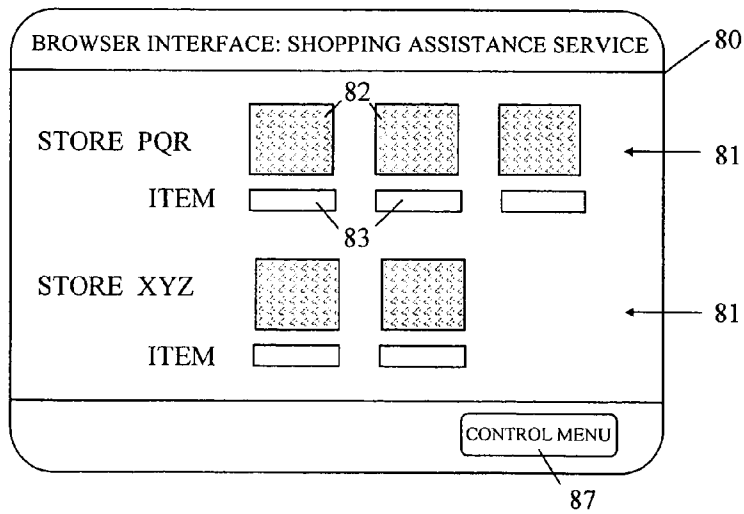 BROWSER INTERFACE: SHOPPING ASSISTANCE SERVICE
80
82
STORE PQR
81
ITEM
83
STORE XYZ
81
ITEM
CONTROL MENU
87